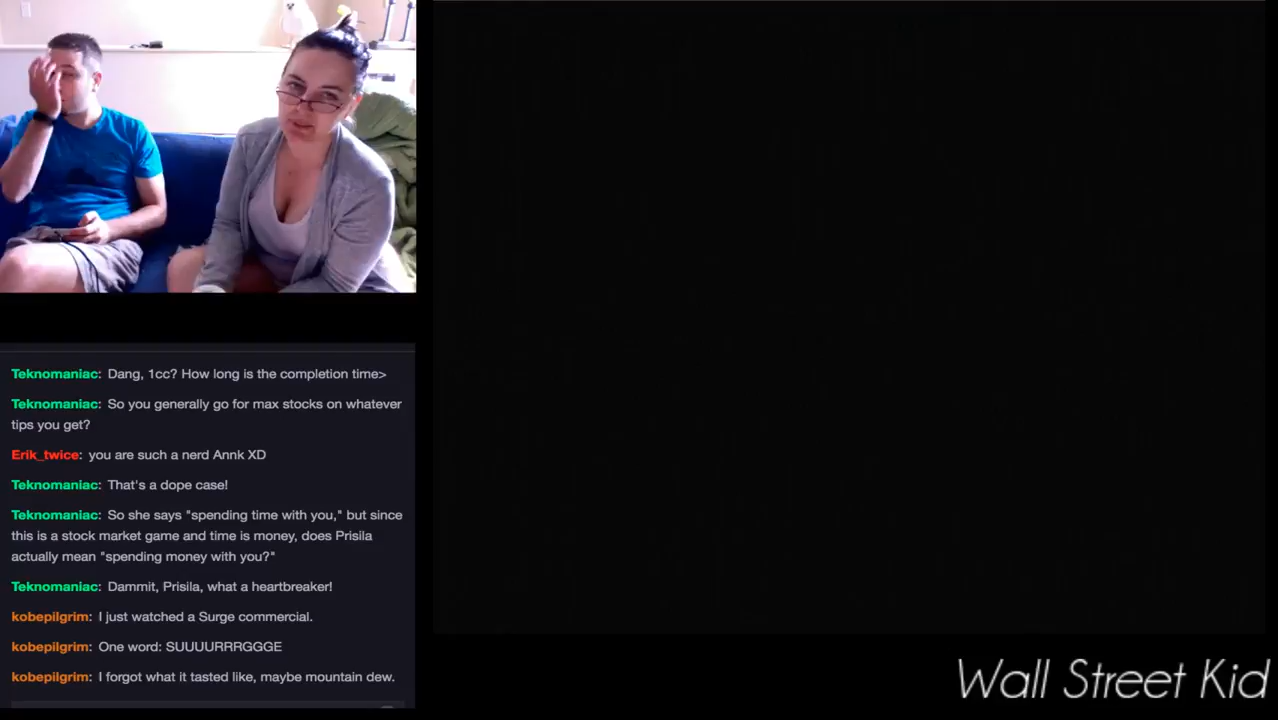 Teknomaniac: Dang, 1cc? How long is the completion time>
Teknomaniac: So you generally go for max stocks on whatever
tips you get?
Erik_twice: you are such a nerd Annk XD
Teknomaniac: That's a dope case!
Teknomaniac: So she says "spending time with you," but since
this is a stock market game and time is money, does Prisila
actually mean "spending money with you?"
Teknomaniac: Dammit, Prisila, what a heartbreaker!
kobepilgrim: I just watched a Surge commercial.
kobepilgrim: One word: SUUUURRRGGGE
kobepilgrim: I forgot what it tasted like, maybe mountain dew.
Wall Street Kid